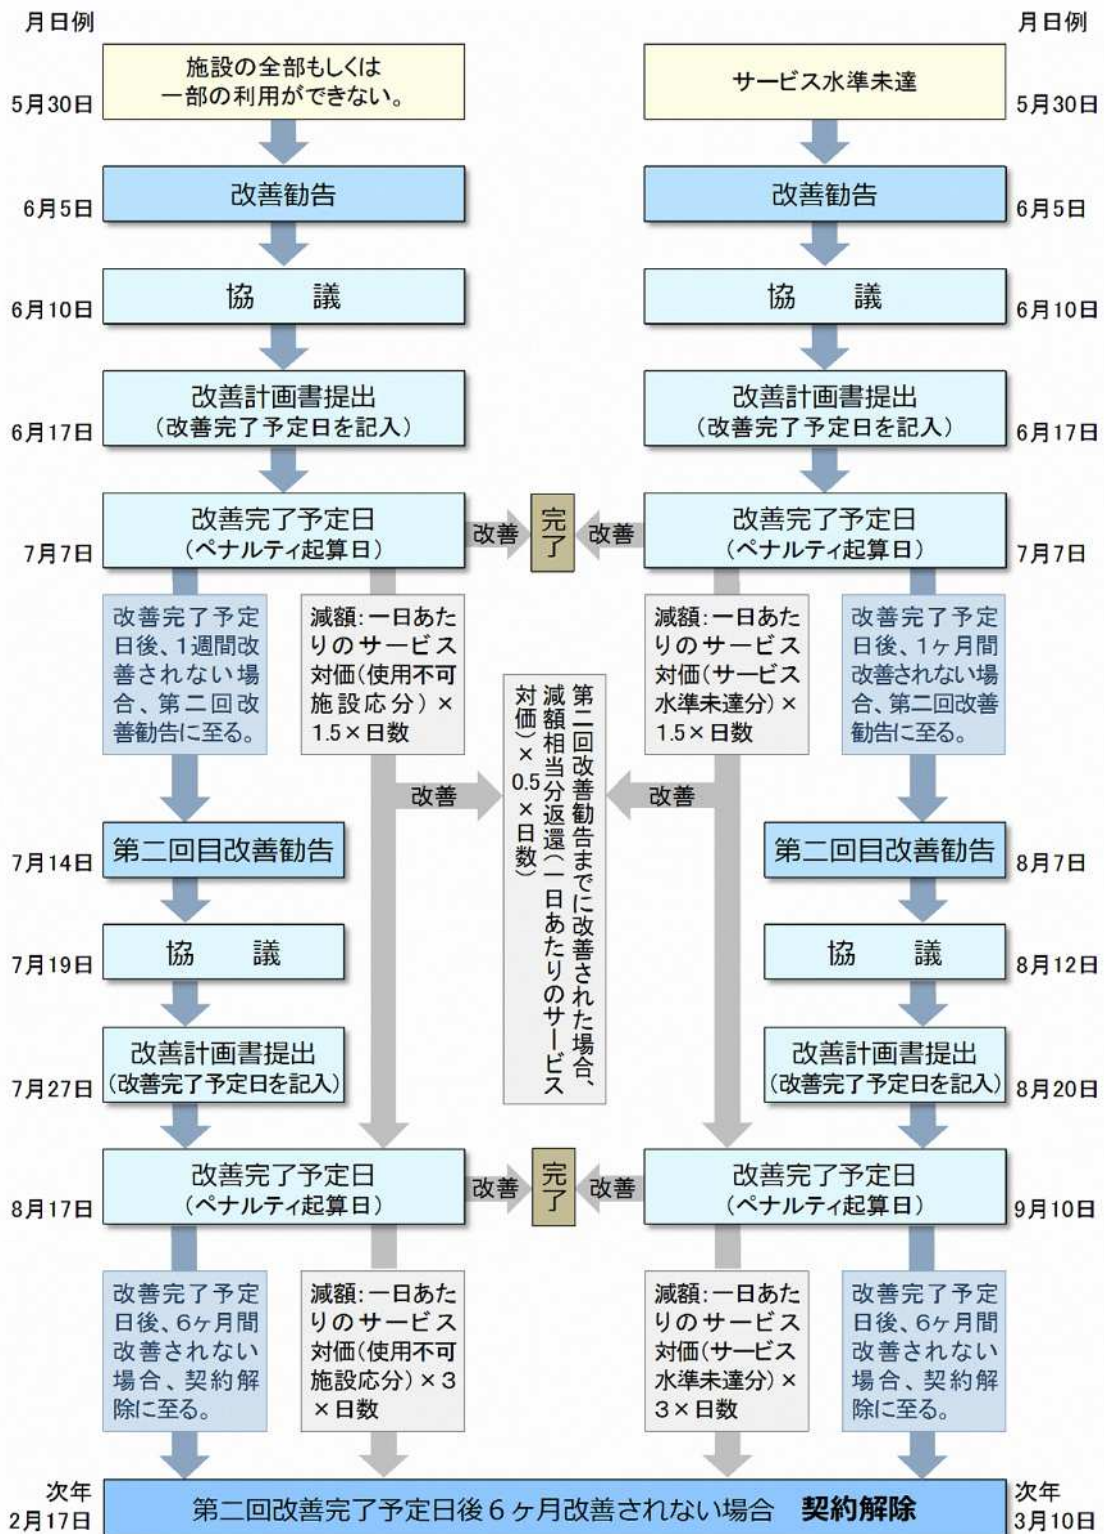 月日例
月日例
施設の全部もしくは
一部の利用ができない。
5月30日
サービス水準未達
5月30日
改善勧告
6月5日
改善勧告
6月5日
協　議
6月10日
協　議
6月10日
改善計画書提出
（改善完了予定日を記入）
6月17日
改善計画書提出
（改善完了予定日を記入）
6月17日
改善完了予定日
（ペナルティ起算日）
7月7日
改善
完了
改善
改善完了予定日
（ペナルティ起算日）
7月7日
改善完了予定
日後、1週間改
善されない場
合、第二回改
善勧告に至る。
減額：一日あた
りのサービス
対価（使用不可
施設応分）×
1.5×日数
減額：一日あた
りのサービス
対価（サービス
水準未達分）×
1.5×日数
改善完了予定
日後、1ヶ月間
改善されない場
合、第二回改善
勧告に至る。
改善
第二回改善勧告までに改善された場合、
減額相当分返還（一日あたりのサービス
対価）×0.5×日数）
改善
第二回目改善勧告
7月14日
第二回目改善勧告
8月7日
協　議
7月19日
協　議
8月12日
改善計画書提出
（改善完了予定日を記入）
7月27日
改善計画書提出
（改善完了予定日を記入）
8月20日
改善完了予定日
（ペナルティ起算日）
8月17日
改善
完了
改善
改善完了予定日
（ペナルティ起算日）
9月10日
改善完了予定
日後、6ヶ月間
改善されない
場合、契約解
除に至る。
減額：一日あた
りのサービス
対価（使用不可
施設応分）×3
×日数
減額：一日あた
りのサービス
対価（サービス
水準未達分）×
3×日数
改善完了予定
日後、6ヶ月間
改善されない
場合、契約解
除に至る。
次年
2月17日
第二回改善完了予定日後6ヶ月改善されない場合　契約解除
次年
3月10日